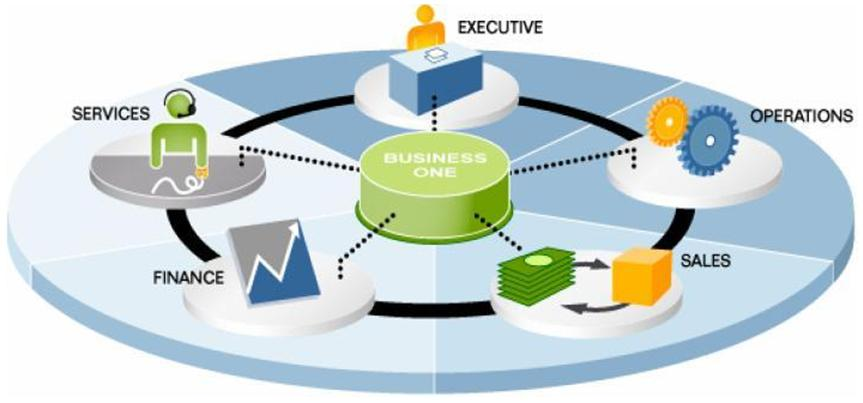 EXECUTIVE
SERVICES
OPERATIONS
BUSINESS
ONE
FINANCE
SALES